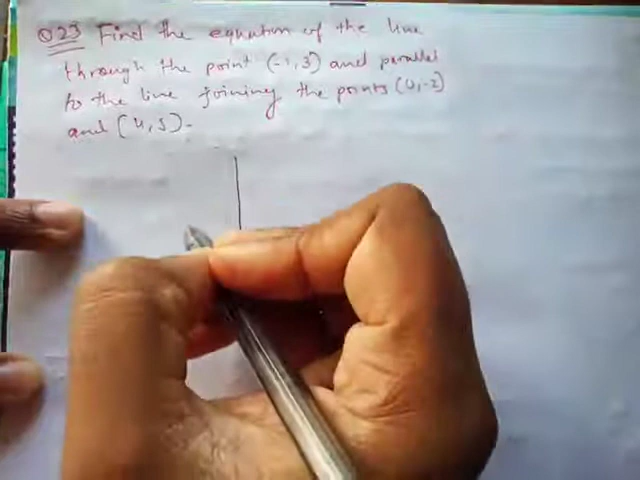 Q23 Find the equation of the line
through the point (-1,3) and parallel
to the line joining the points (0,-2)
and (4,5).